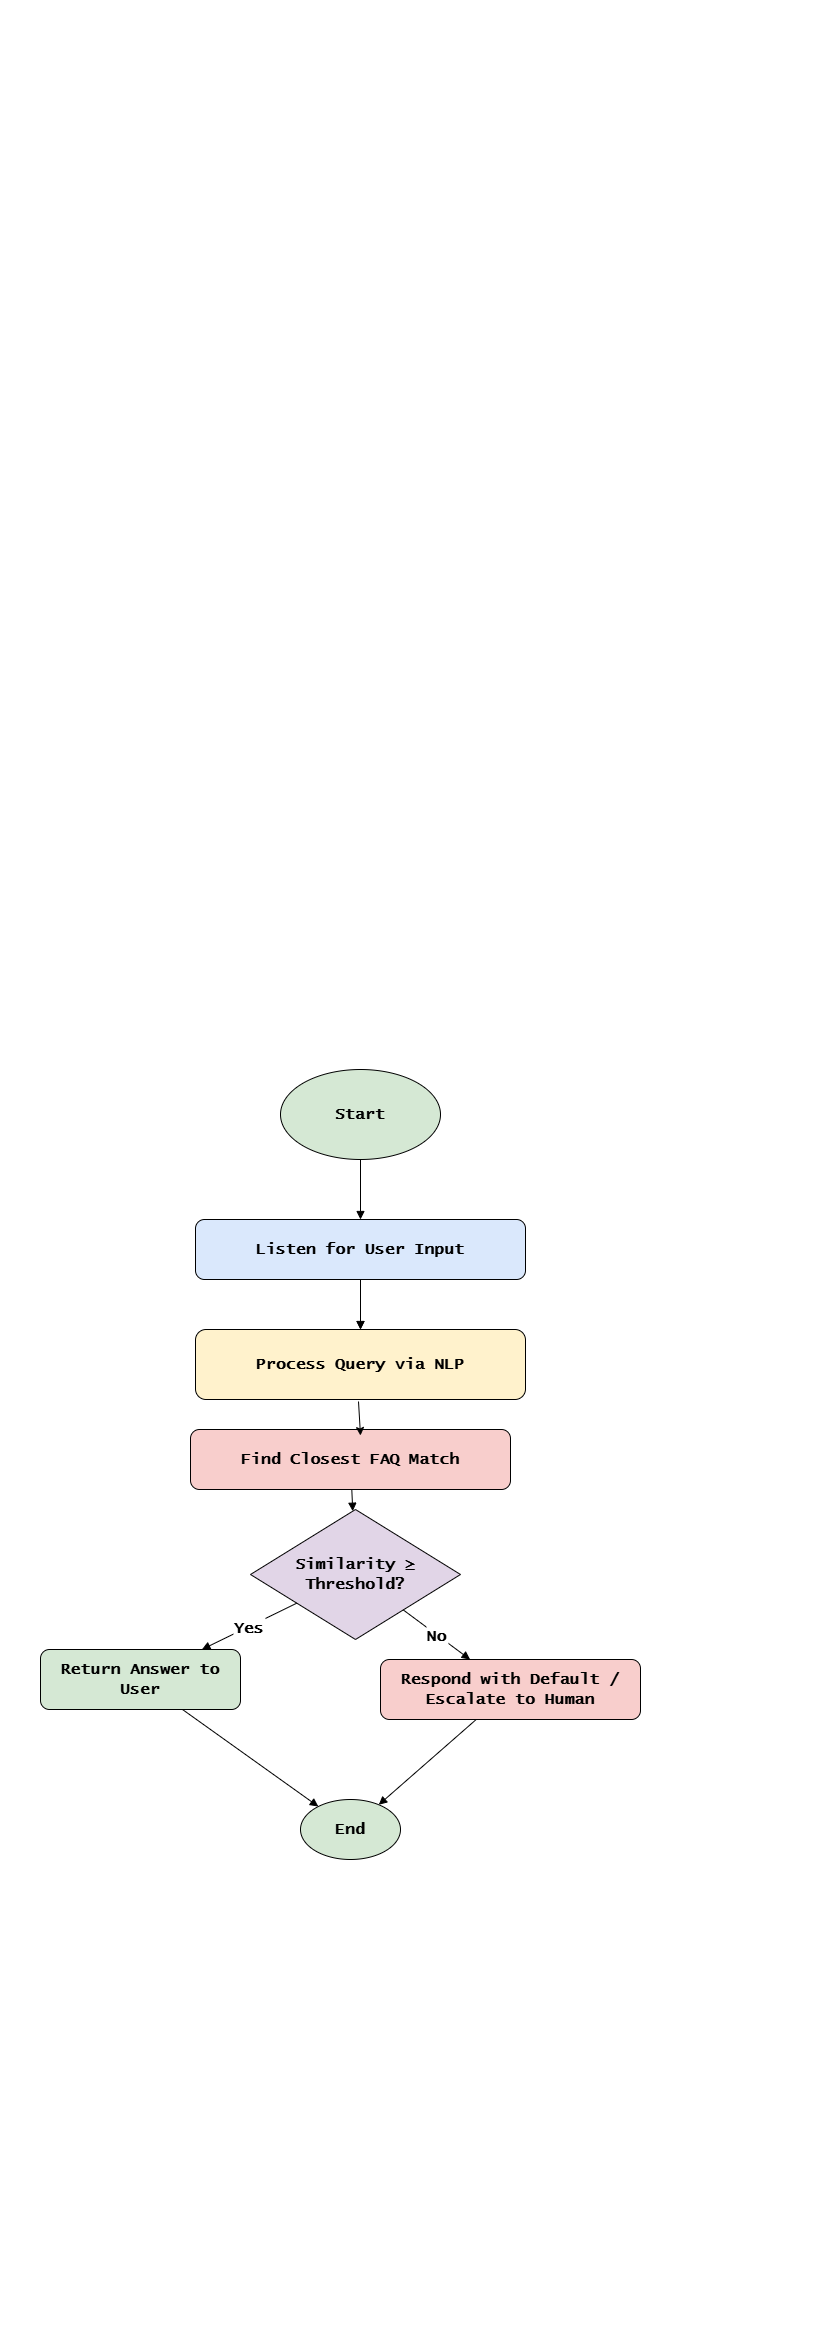 Start
Listen for User Input
Process Query via NLP
Find Closest FAQ Match
Similarity ≥
Threshold?
Yes
No
Return Answer to
User
Respond with Default /
Escalate to Human
End